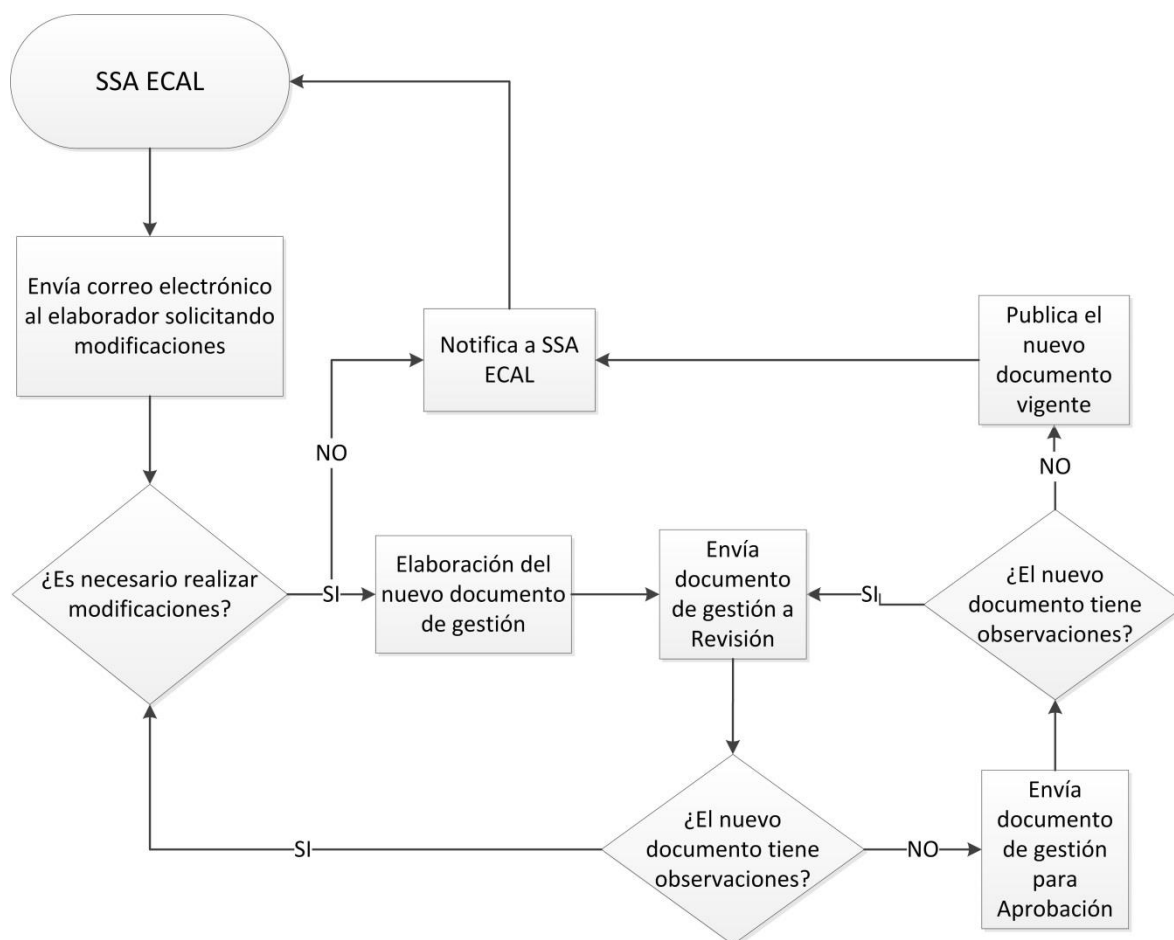 SSA ECAL
Envía correo electrónico
al elaborador solicitando
modificaciones
¿Es necesario realizar
modificaciones?
NO
SI
Notifica a SSA
ECAL
Elaboración del
nuevo documento
de gestión
Envía
documento
de gestión a
Revisión
¿El nuevo
documento tiene
observaciones?
SI
NO
Envía
documento
de gestión
para
Aprobación
¿El nuevo
documento tiene
observaciones?
SI
NO
Publica el
nuevo
documento
vigente